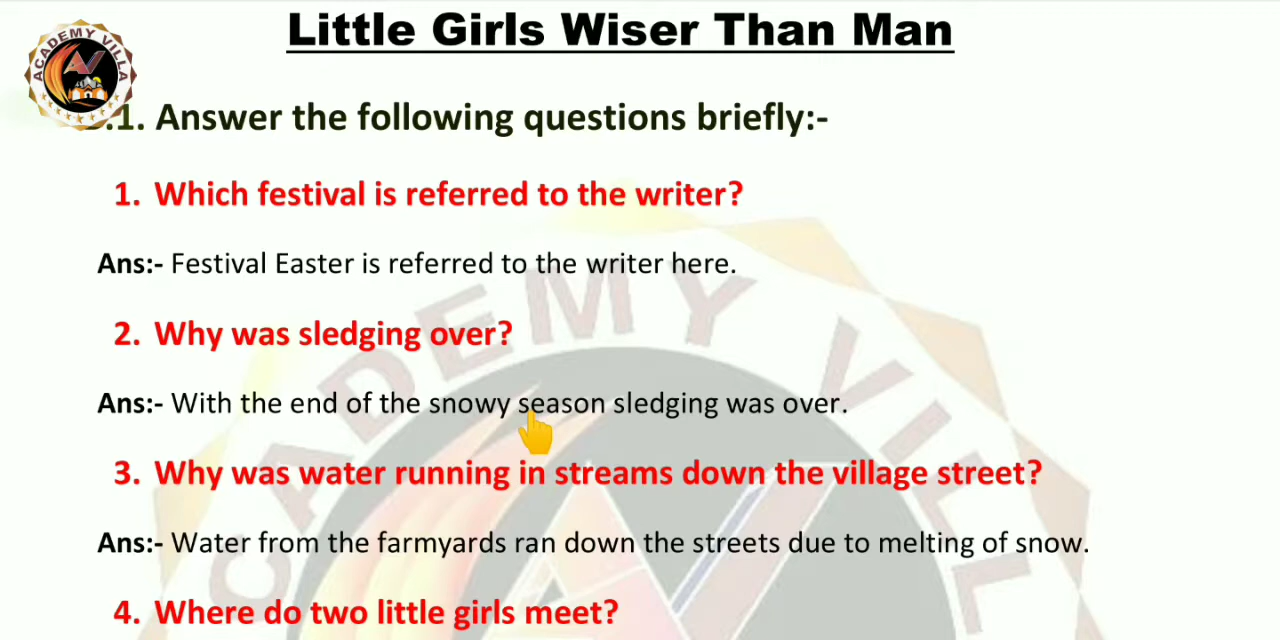 Little Girls Wiser Than Man
ACADEMY VILLA
.1. Answer the following questions briefly:-
1. Which festival is referred to the writer?
Ans:- Festival Easter is referred to the writer here.
2. Why was sledging over?
Ans:- With the end of the snowy season sledging was over.
3. Why was water running in streams down the village street?
Ans:- Water from the farmyards ran down the streets due to melting of snow.
4. Where do two little girls meet?
ACADEMY VILL